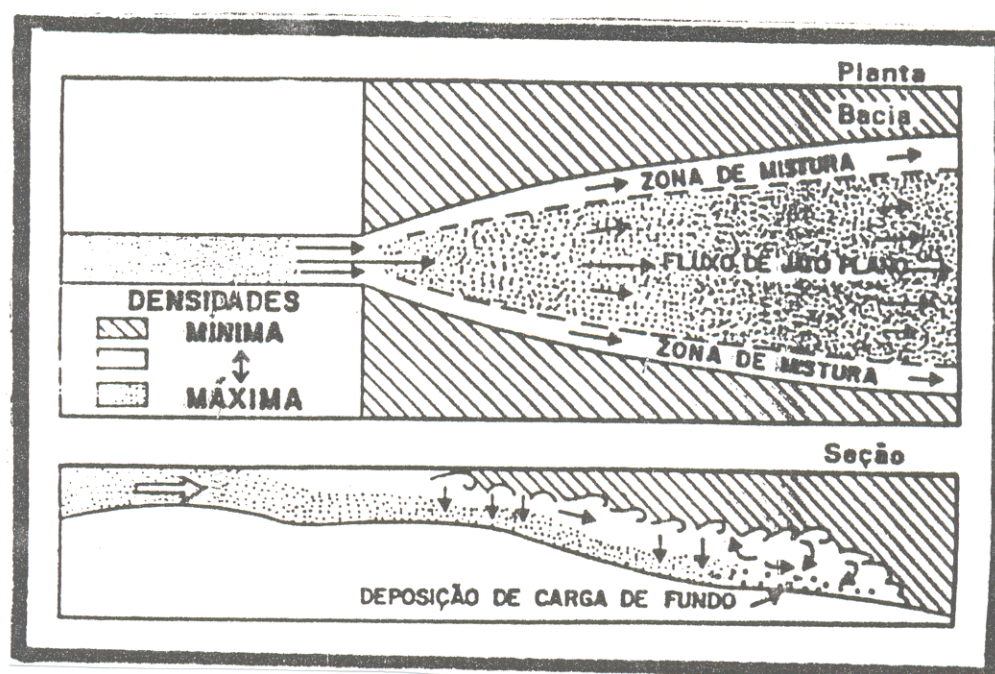 Planta
Bacia
ZONA DE MISTURA
FLUXO DE JATO PLANO
DENSIDADES
MÍNIMA
MÁXIMA
ZONA DE MISTURA
Seção
DEPOSIÇÃO DE CARGA DE FUNDO